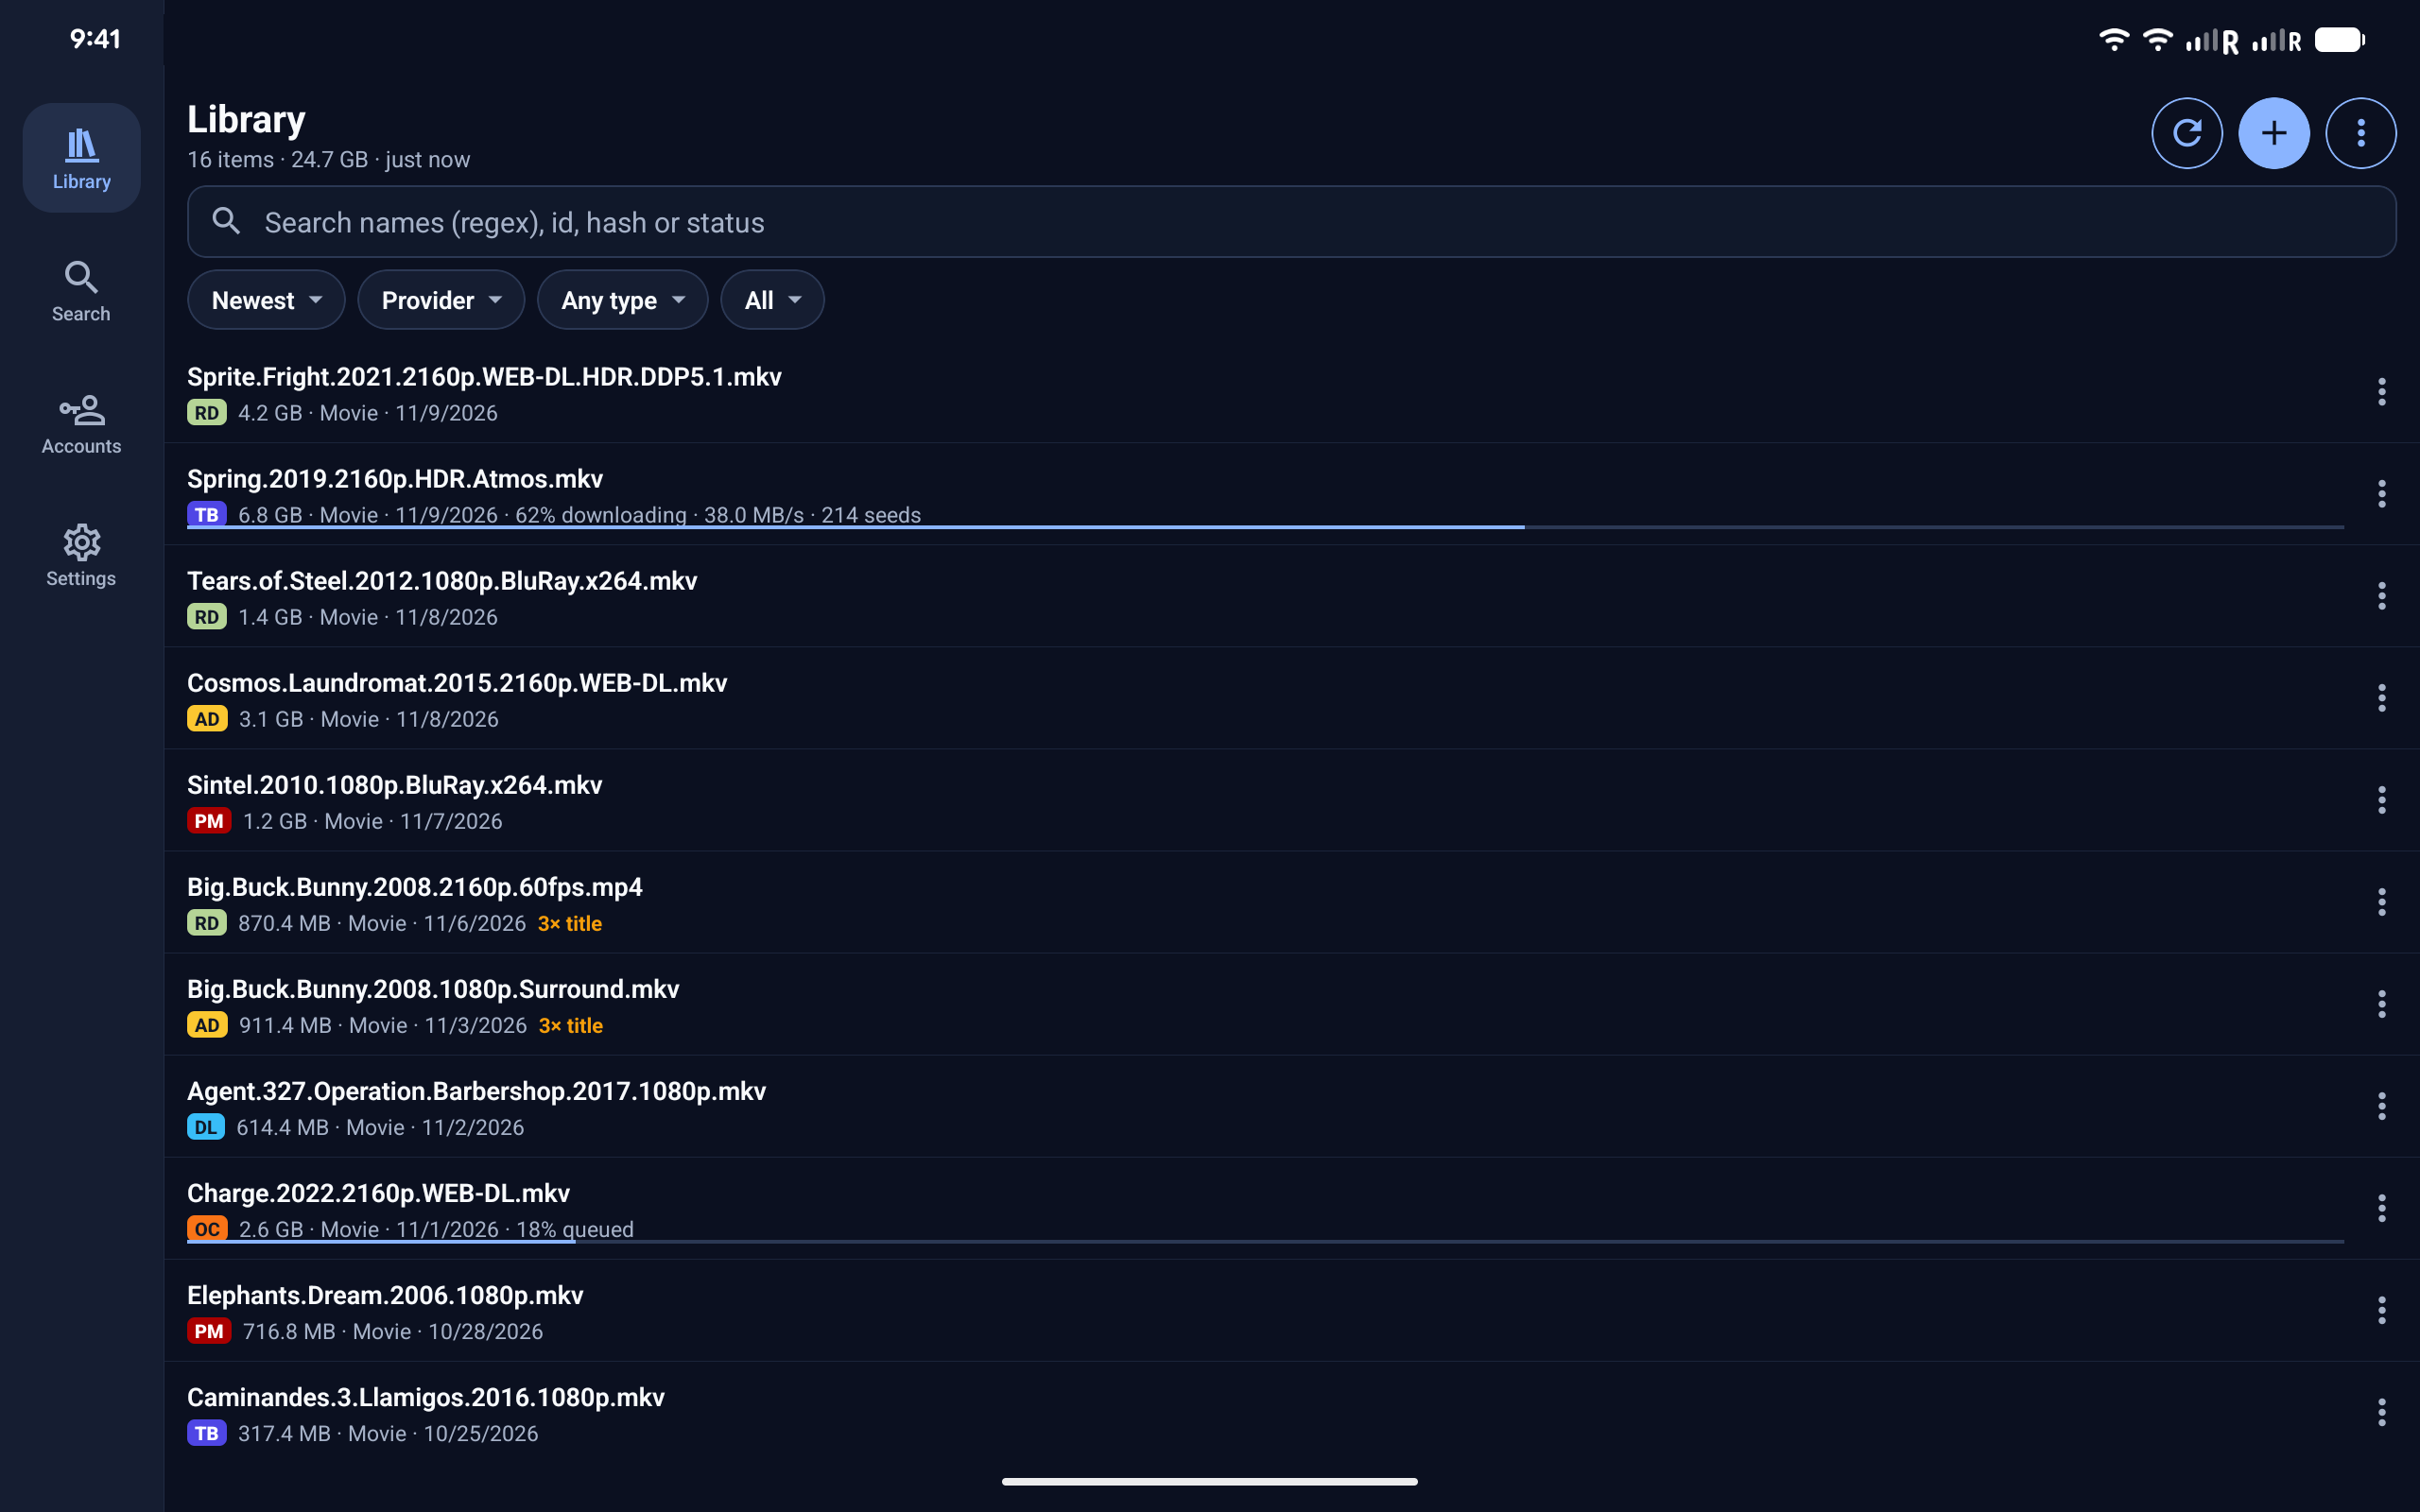 9:41
R R
Library
Search
Accounts
Settings
Library
16 items · 24.7 GB · just now
Search names (regex), id, hash or status
Newest Provider Any type All
Sprite.Fright.2021.2160p.WEB-DL.HDR.DDP5.1.mkv
RD 4.2 GB · Movie · 11/9/2026
Spring.2019.2160p.HDR.Atmos.mkv
TB 6.8 GB · Movie · 11/9/2026 · 62% downloading · 38.0 MB/s · 214 seeds
Tears.of.Steel.2012.1080p.BluRay.x264.mkv
RD 1.4 GB · Movie · 11/8/2026
Cosmos.Laundromat.2015.2160p.WEB-DL.mkv
AD 3.1 GB · Movie · 11/8/2026
Sintel.2010.1080p.BluRay.x264.mkv
PM 1.2 GB · Movie · 11/7/2026
Big.Buck.Bunny.2008.2160p.60fps.mp4
RD 870.4 MB · Movie · 11/6/2026 3× title
Big.Buck.Bunny.2008.1080p.Surround.mkv
AD 911.4 MB · Movie · 11/3/2026 3× title
Agent.327.Operation.Barbershop.2017.1080p.mkv
DL 614.4 MB · Movie · 11/2/2026
Charge.2022.2160p.WEB-DL.mkv
OC 2.6 GB · Movie · 11/1/2026 · 18% queued
Elephants.Dream.2006.1080p.mkv
PM 716.8 MB · Movie · 10/28/2026
Caminandes.3.Llamigos.2016.1080p.mkv
TB 317.4 MB · Movie · 10/25/2026